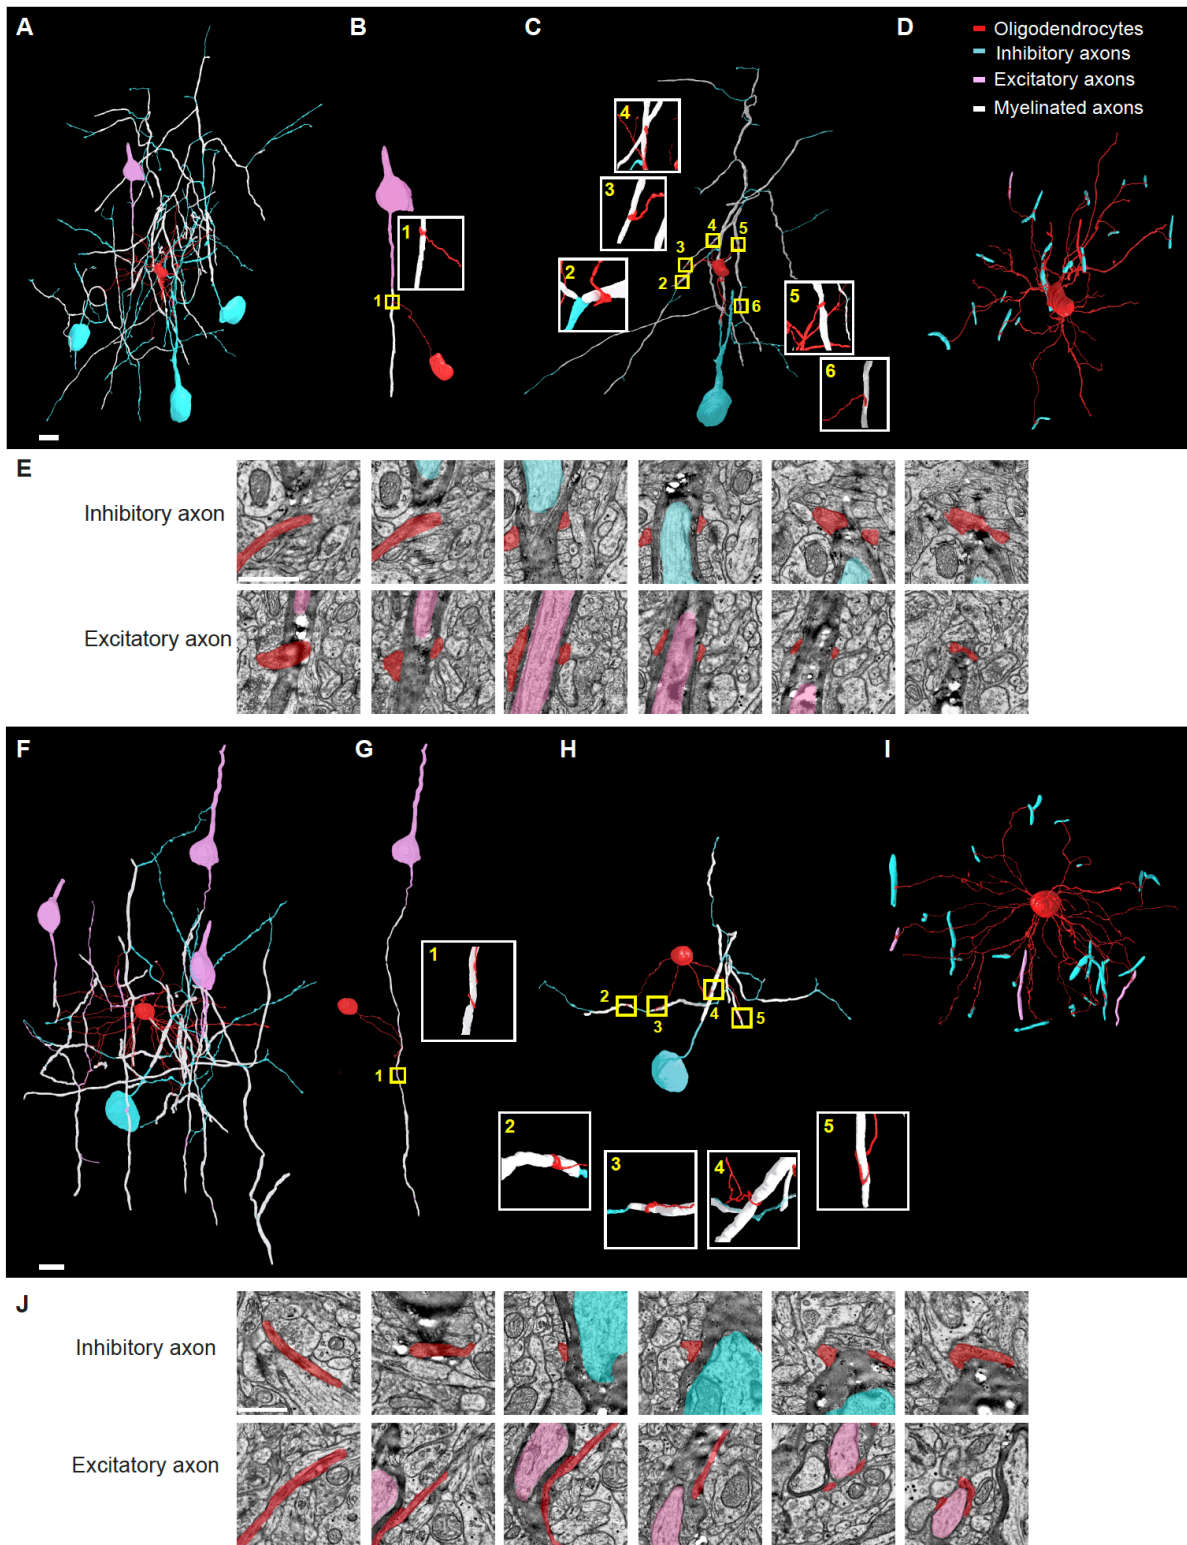 A
B
C
D
Oligodendrocytes
Inhibitory axons
Excitatory axons
Myelinated axons
4
3
2
1
1
4
5
3
2
6
5
6
E
Inhibitory axon
Excitatory axon
F
G
H
I
1
1
2
3
4
5
2
3
4
5
J
Inhibitory axon
Excitatory axon